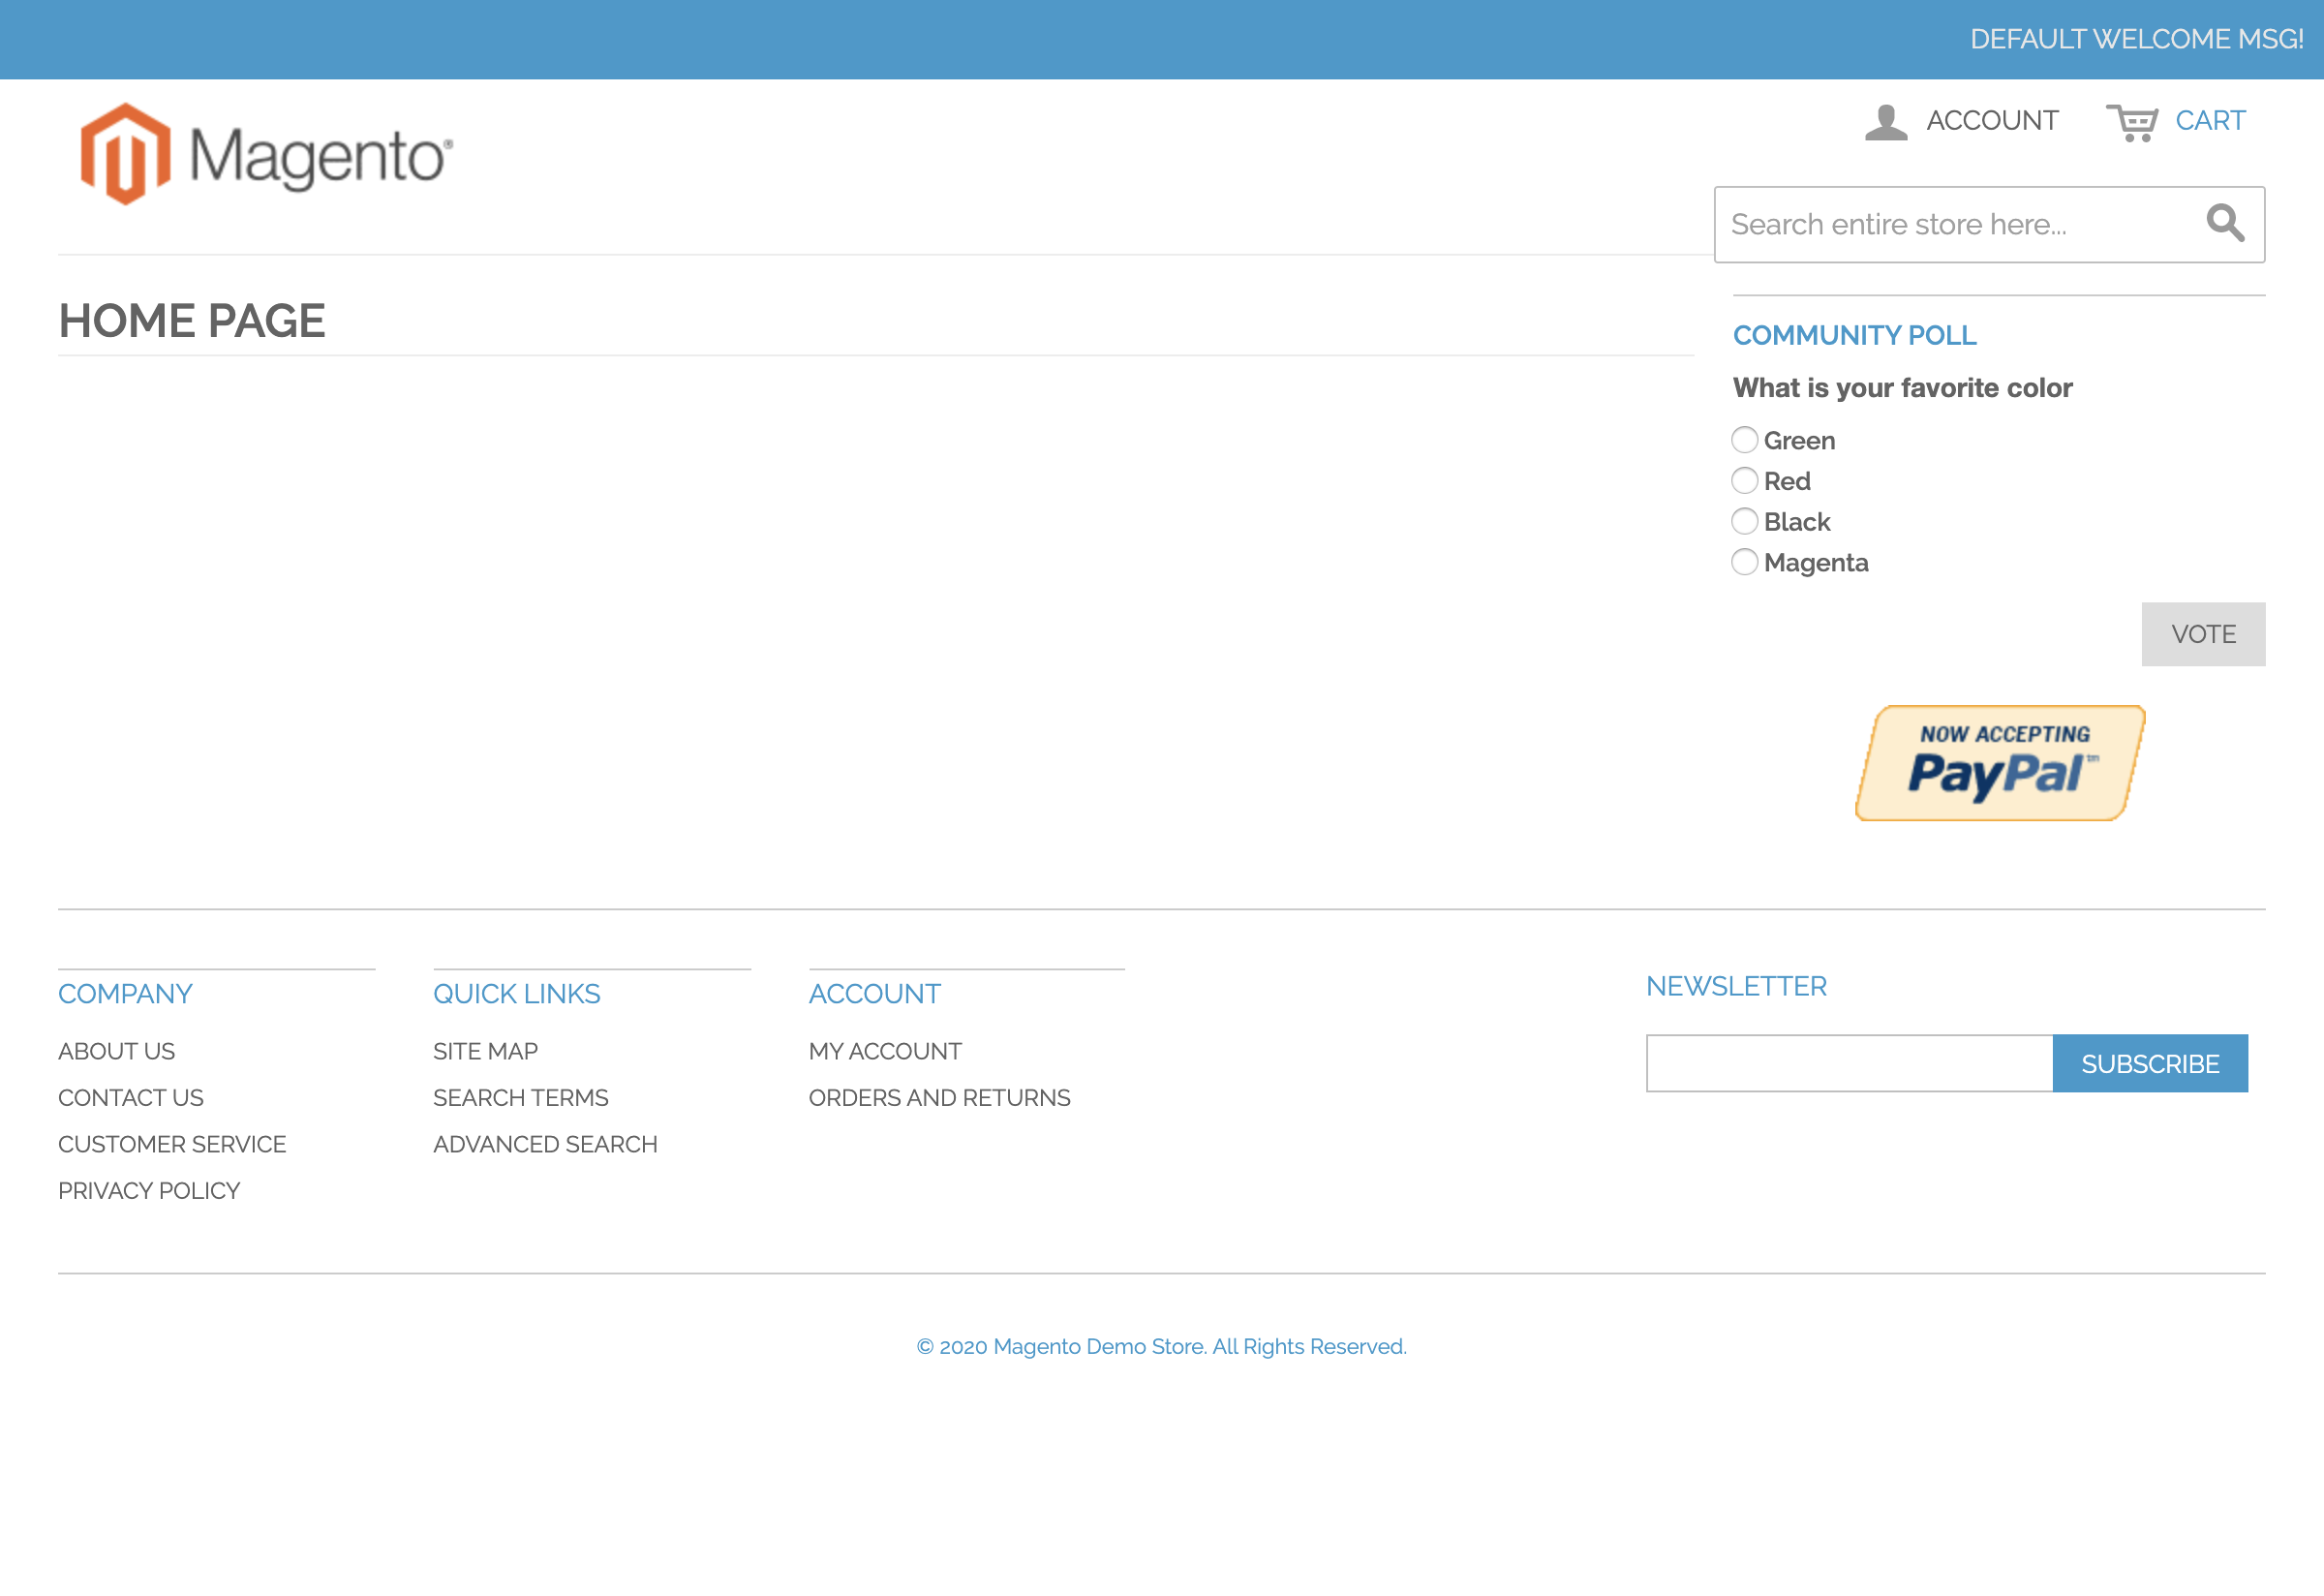 DEFAULT WELCOME MSG!
Magento®
ACCOUNT
CART
Search entire store here...
HOME PAGE
COMMUNITY POLL
What is your favorite color
Green
Red
Black
Magenta
VOTE
NOW ACCEPTING
PayPal™
COMPANY
ABOUT US
CONTACT US
CUSTOMER SERVICE
PRIVACY POLICY
QUICK LINKS
SITE MAP
SEARCH TERMS
ADVANCED SEARCH
ACCOUNT
MY ACCOUNT
ORDERS AND RETURNS
NEWSLETTER
SUBSCRIBE
© 2020 Magento Demo Store. All Rights Reserved.